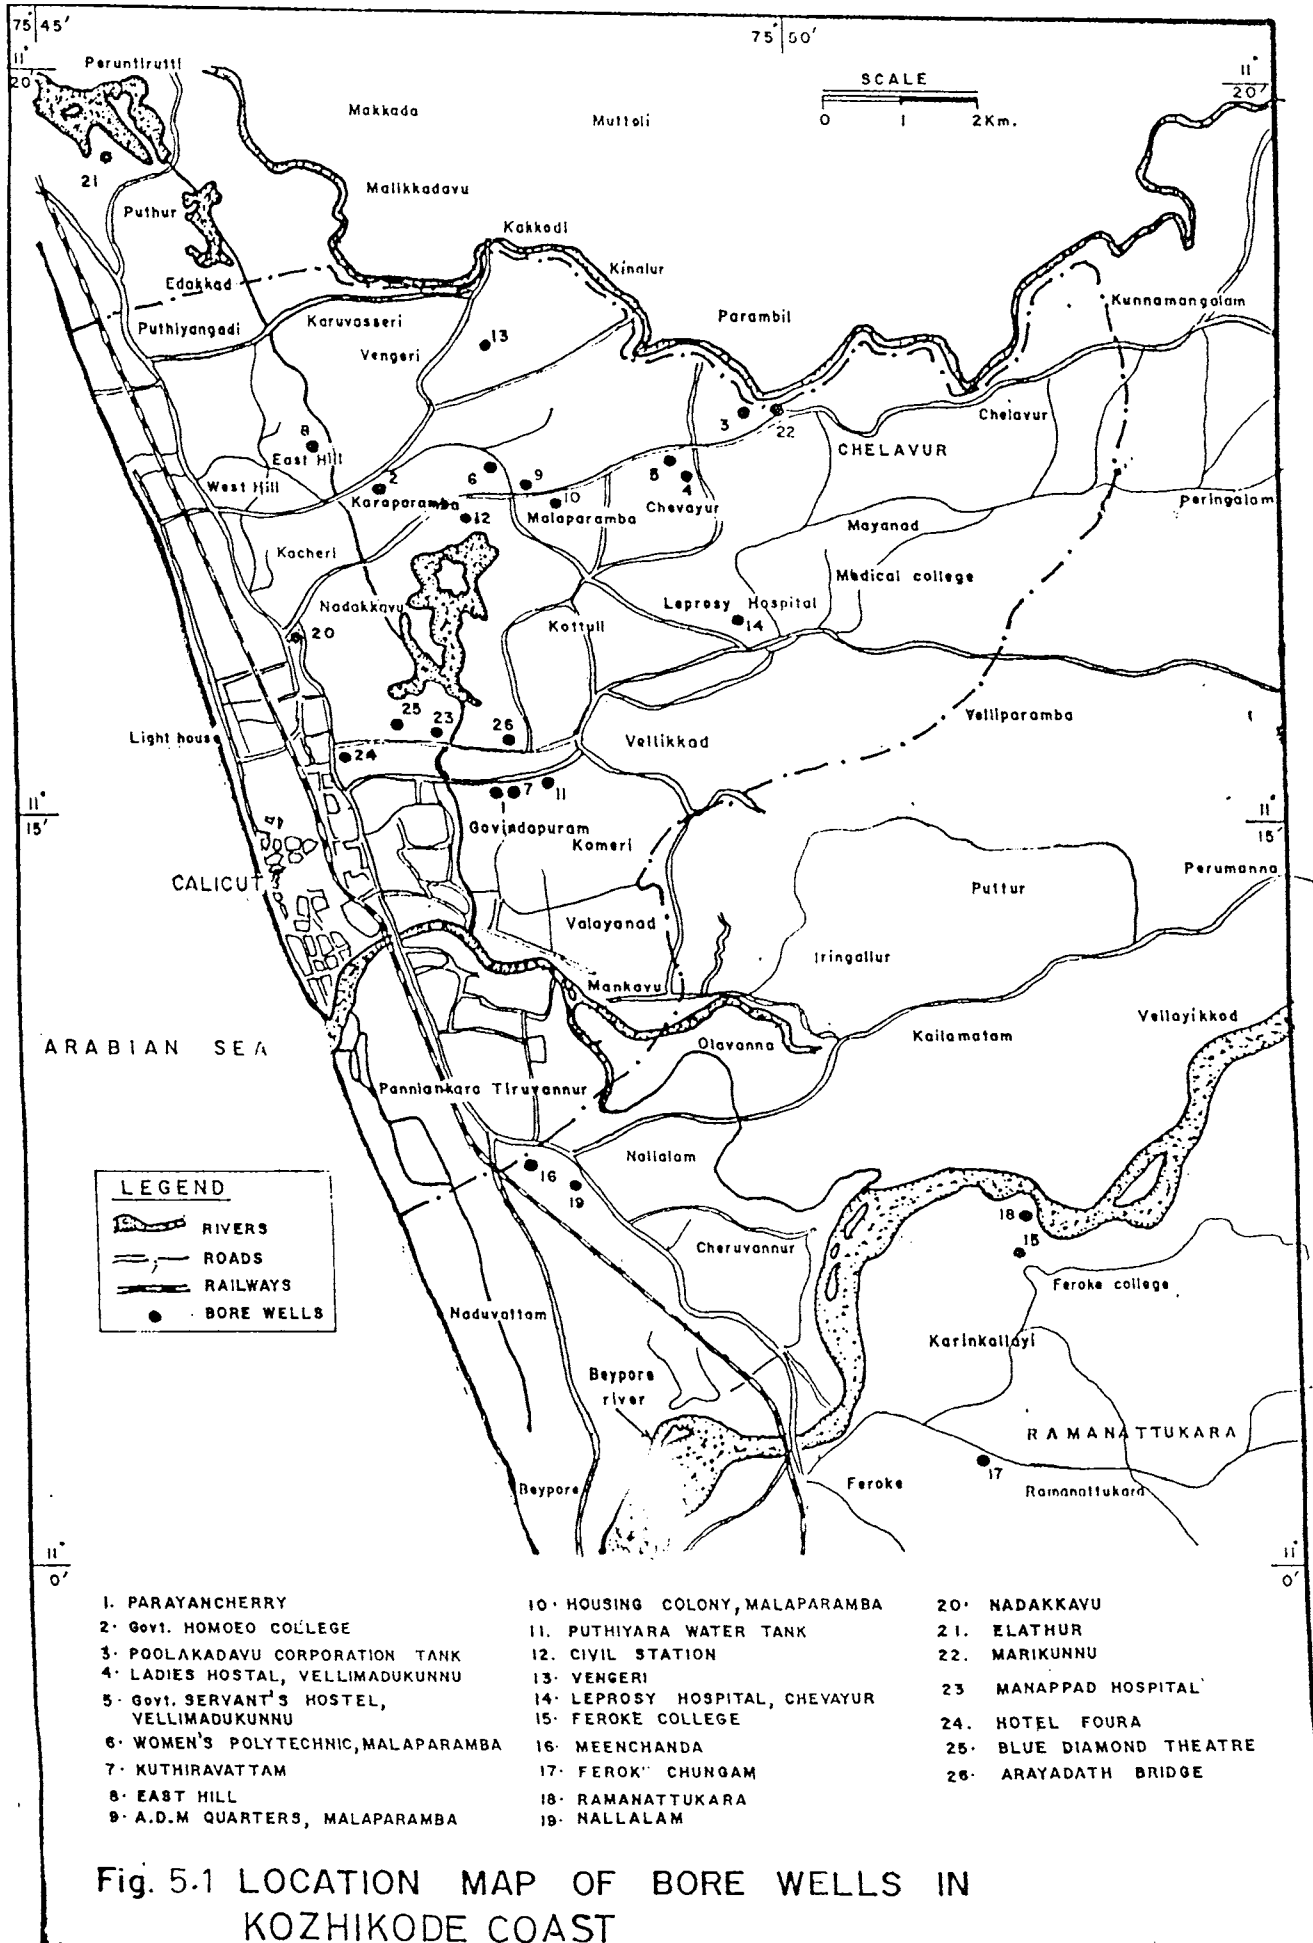 75° 45'
75° 50'
11° 20'
Peruntirutti
SCALE
11° 20'
Makkada
Muttoli
0 1 2Km.
21
Malikkadavu
Puthur
Kakkodi
Kinalur
Edakkad
Kunnamangalam
Puthiyangadi
Karuvasseri
Parambil
Vengeri
13
3
22
Chelavur
8
East Hill
CHELAVUR
West Hill
2
6
9
5
4
Karaparamba
10
Peringalam
12
Malaparamba
Chevayur
Mayanad
Kacheri
Medical college
Nadakkavu
Leprosy Hospital
20
Kottuli
14
25
23
26
Velliparamba
Light house
24
Vellikkad
7
11
11° 15'
Govindapuram
11° 15'
Komeri
Perumanna
CALICUT
Puttur
Valayanad
Iringallur
Mankavu
Vellayikkod
ARABIAN SEA
Olavanna
Kailamatam
Panniankara
Tiruvannur
Nallalam
16
19
LEGEND
RIVERS
ROADS
RAILWAYS
BORE WELLS
18
15
Cheruvannur
Feroke college
Naduvattam
Karinkallayi
Beypore
river
RAMANATTUKARA
17
Beypore
Feroke
Ramanattukara
11° 0'
11° 0'
1. PARAYANCHERRY
2. Govt. HOMOEO COLLEGE
3. POOLAKADAVU CORPORATION TANK
4. LADIES HOSTAL, VELLIMADUKUNNU
5. Govt. SERVANT'S HOSTEL,
VELLIMADUKUNNU
6. WOMEN'S POLYTECHNIC, MALAPARAMBA
7. KUTHIRAVATTAM
8. EAST HILL
9. A.D.M QUARTERS, MALAPARAMBA
10. HOUSING COLONY, MALAPARAMBA
11. PUTHIYARA WATER TANK
12. CIVIL STATION
13. VENGERI
14. LEPROSY HOSPITAL, CHEVAYUR
15. FEROKE COLLEGE
16. MEENCHANDA
17. FEROK" CHUNGAM
18. RAMANATTUKARA
19. NALLALAM
20. NADAKKAVU
21. ELATHUR
22. MARIKUNNU
23 MANAPPAD HOSPITAL
24. HOTEL FOURA
25. BLUE DIAMOND THEATRE
26. ARAYADATH BRIDGE
Fig. 5.1 LOCATION MAP OF BORE WELLS IN
KOZHIKODE COAST